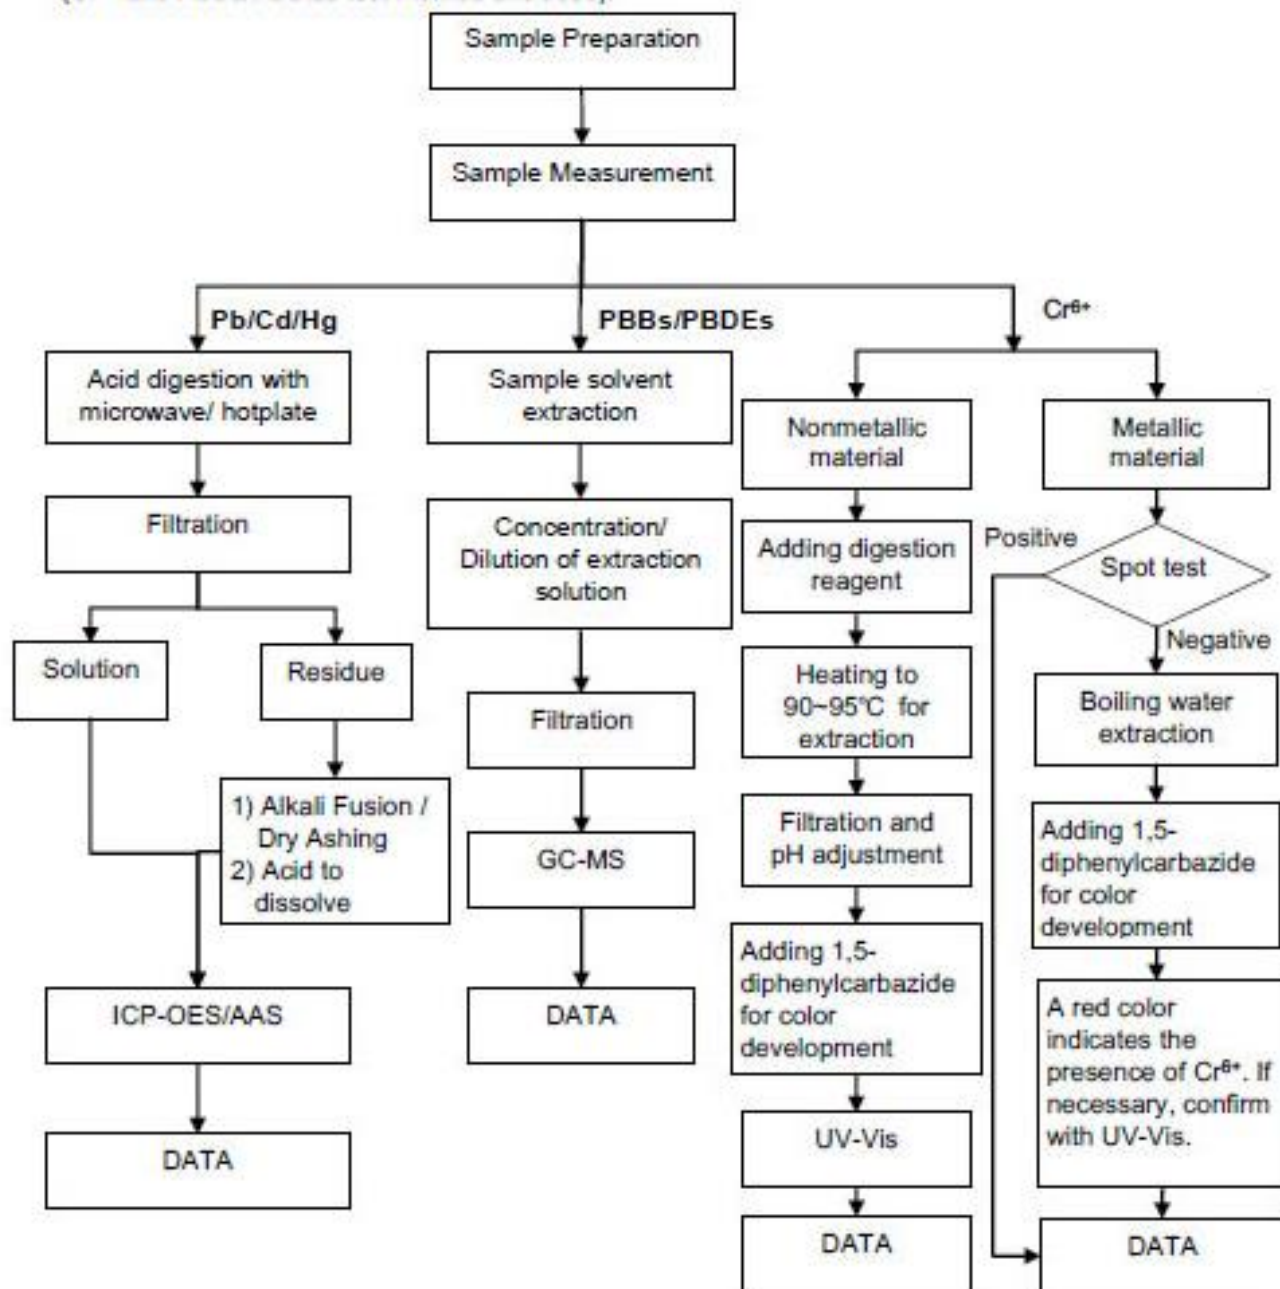 Sample Preparation
Sample Measurement
Pb/Cd/Hg
PBBs/PBDEs
Cr⁶⁺
Acid digestion with
microwave/ hotplate
Filtration
Solution
Residue
1) Alkali Fusion /
Dry Ashing
2) Acid to
dissolve
ICP-OES/AAS
DATA
Sample solvent
extraction
Concentration/
Dilution of extraction
solution
Filtration
GC-MS
DATA
Nonmetallic
material
Adding digestion
reagent
Heating to
90~95℃ for
extraction
Filtration and
pH adjustment
Adding 1,5-
diphenylcarbazide
for color
development
UV-Vis
DATA
Metallic
material
Spot test
Positive
Negative
Boiling water
extraction
Adding 1,5-
diphenylcarbazide
for color
development
A red color
indicates the
presence of Cr⁶⁺. If
necessary, confirm
with UV-Vis.
DATA